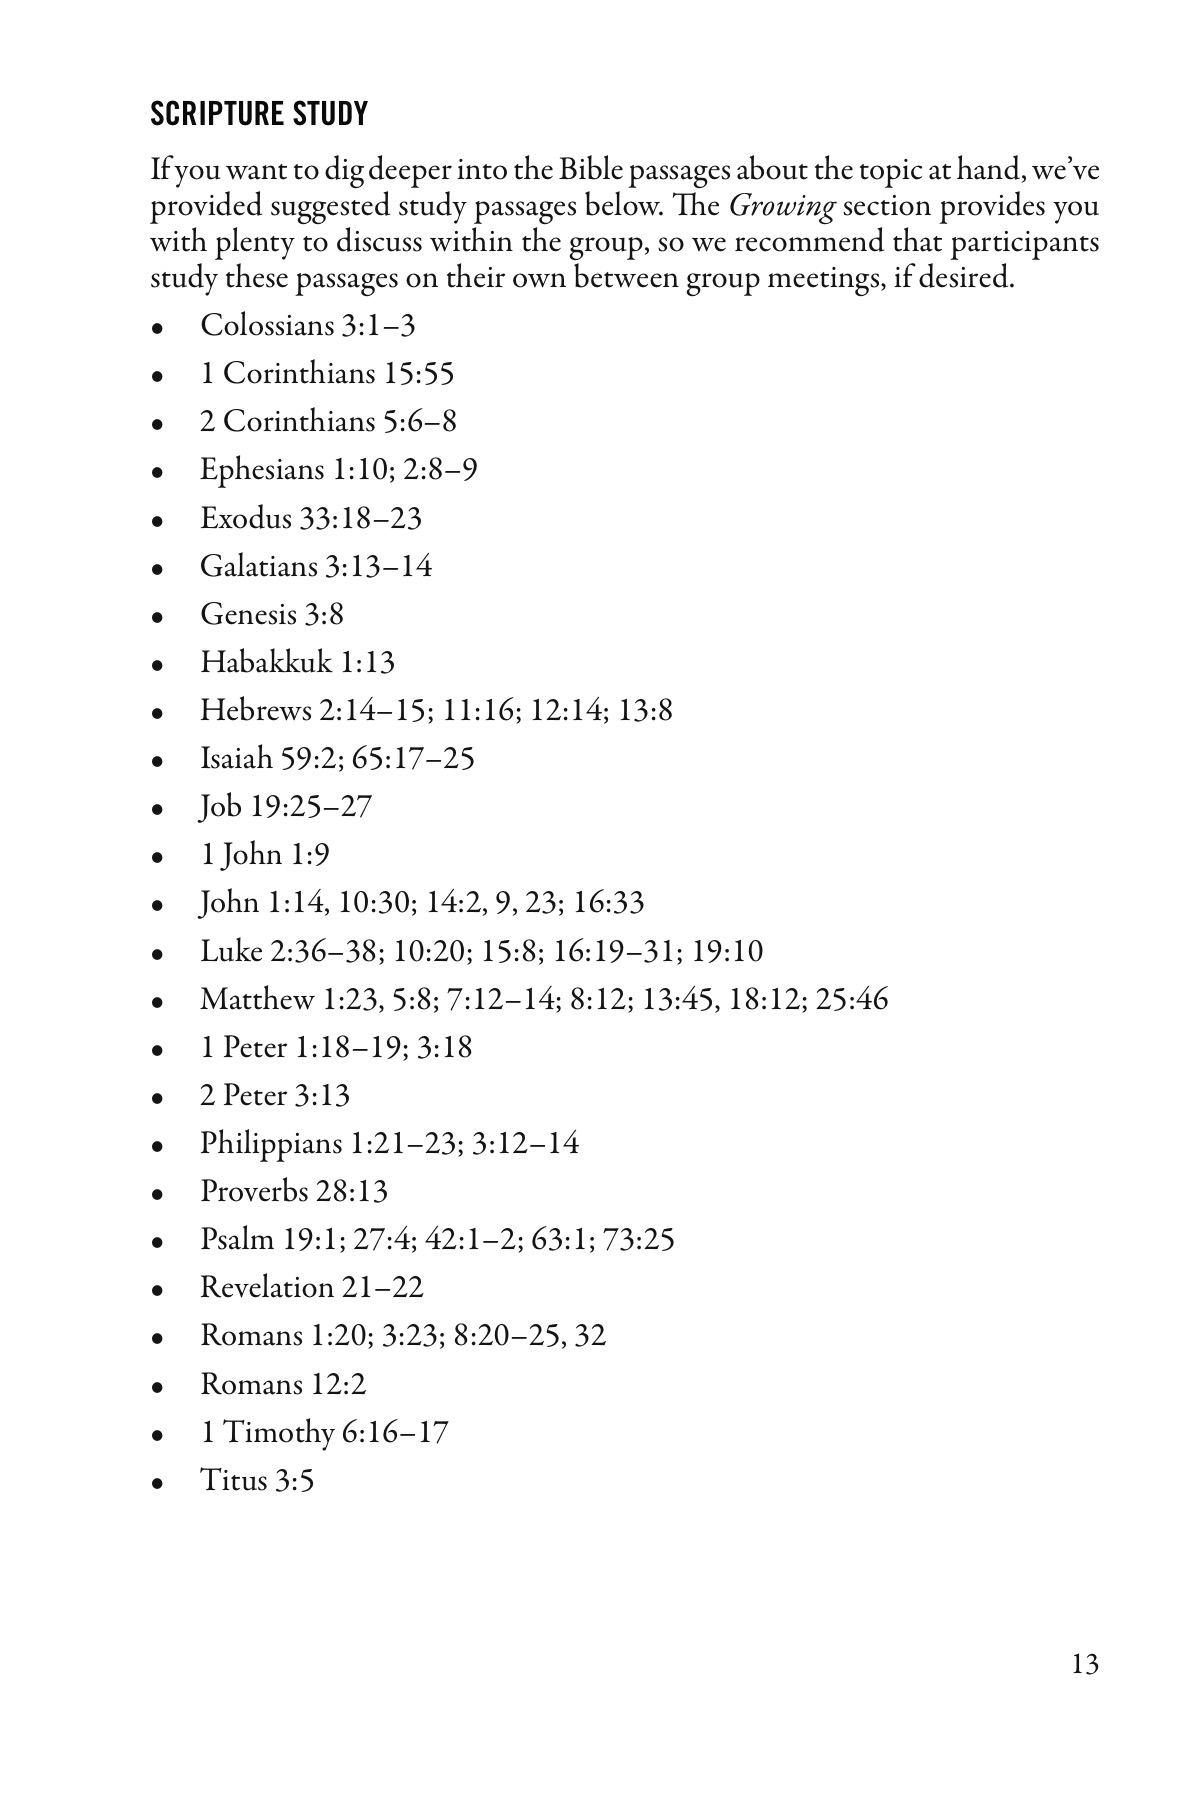 SCRIPTURE STUDY
If you want to dig deeper into the Bible passages about the topic at hand, we’ve
provided suggested study passages below. The Growing section provides you
with plenty to discuss within the group, so we recommend that participants
study these passages on their own between group meetings, if desired.
• Colossians 3:1–3
• 1 Corinthians 15:55
• 2 Corinthians 5:6–8
• Ephesians 1:10; 2:8–9
• Exodus 33:18–23
• Galatians 3:13–14
• Genesis 3:8
• Habakkuk 1:13
• Hebrews 2:14–15; 11:16; 12:14; 13:8
• Isaiah 59:2; 65:17–25
• Job 19:25–27
• 1 John 1:9
• John 1:14, 10:30; 14:2, 9, 23; 16:33
• Luke 2:36–38; 10:20; 15:8; 16:19–31; 19:10
• Matthew 1:23, 5:8; 7:12–14; 8:12; 13:45, 18:12; 25:46
• 1 Peter 1:18–19; 3:18
• 2 Peter 3:13
• Philippians 1:21–23; 3:12–14
• Proverbs 28:13
• Psalm 19:1; 27:4; 42:1–2; 63:1; 73:25
• Revelation 21–22
• Romans 1:20; 3:23; 8:20–25, 32
• Romans 12:2
• 1 Timothy 6:16–17
• Titus 3:5
13